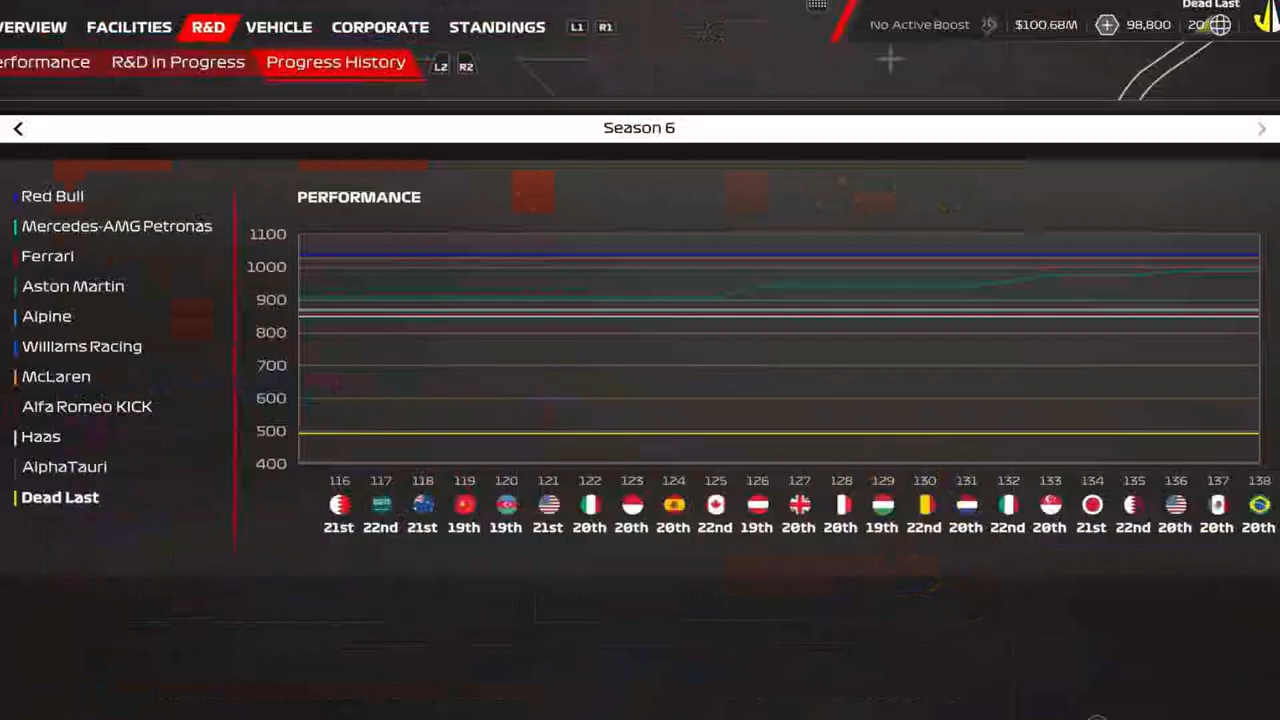 Dead Last
VERVIEW FACILITIES R&D VEHICLE CORPORATE STANDINGS L1 R1 No Active Boost $100.68M 98,800 20
erformance R&D in Progress Progress History L2 R2
Season 6
Red Bull
Mercedes-AMG Petronas
Ferrari
Aston Martin
Alpine
Williams Racing
McLaren
Alfa Romeo KICK
Haas
AlphaTauri
Dead Last
PERFORMANCE
1100
1000
900
800
700
600
500
400
116 117 118 119 120 121 122 123 124 125 126 127 128 129 130 131 132 133 134 135 136 137 138
21st 22nd 21st 19th 19th 21st 20th 20th 20th 22nd 19th 20th 20th 19th 22nd 20th 22nd 20th 21st 22nd 20th 20th 20th